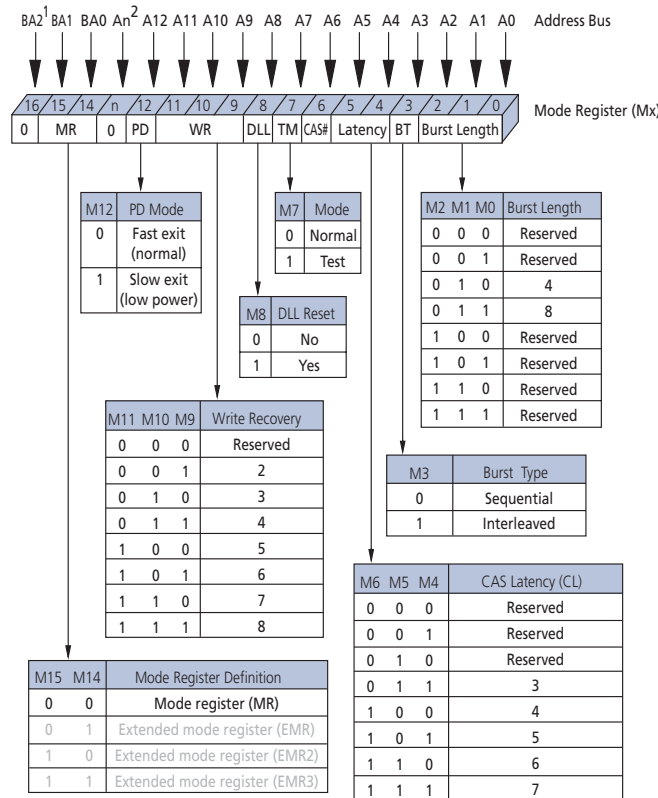 BA2¹ BA1 BA0 An² A12 A11 A10 A9 A8 A7 A6 A5 A4 A3 A2 A1 A0 Address Bus
16 15 14 n 12 11 10 9 8 7 6 5 4 3 2 1 0 Mode Register (Mx)
0 MR 0 PD WR DLL TM CAS# Latency BT Burst Length
M12 PD Mode
0 Fast exit
(normal)
1 Slow exit
(low power)
M7 Mode
0 Normal
1 Test
M2 M1 M0 Burst Length
0 0 0 Reserved
0 0 1 Reserved
0 1 0 4
0 1 1 8
1 0 0 Reserved
1 0 1 Reserved
1 1 0 Reserved
1 1 1 Reserved
M8 DLL Reset
0 No
1 Yes
M11 M10 M9 Write Recovery
0 0 0 Reserved
0 0 1 2
0 1 0 3
0 1 1 4
1 0 0 5
1 0 1 6
1 1 0 7
1 1 1 8
M3 Burst Type
0 Sequential
1 Interleaved
M6 M5 M4 CAS Latency (CL)
0 0 0 Reserved
0 0 1 Reserved
0 1 0 Reserved
0 1 1 3
1 0 0 4
1 0 1 5
1 1 0 6
1 1 1 7
M15 M14 Mode Register Definition
0 0 Mode register (MR)
0 1 Extended mode register (EMR)
1 0 Extended mode register (EMR2)
1 1 Extended mode register (EMR3)